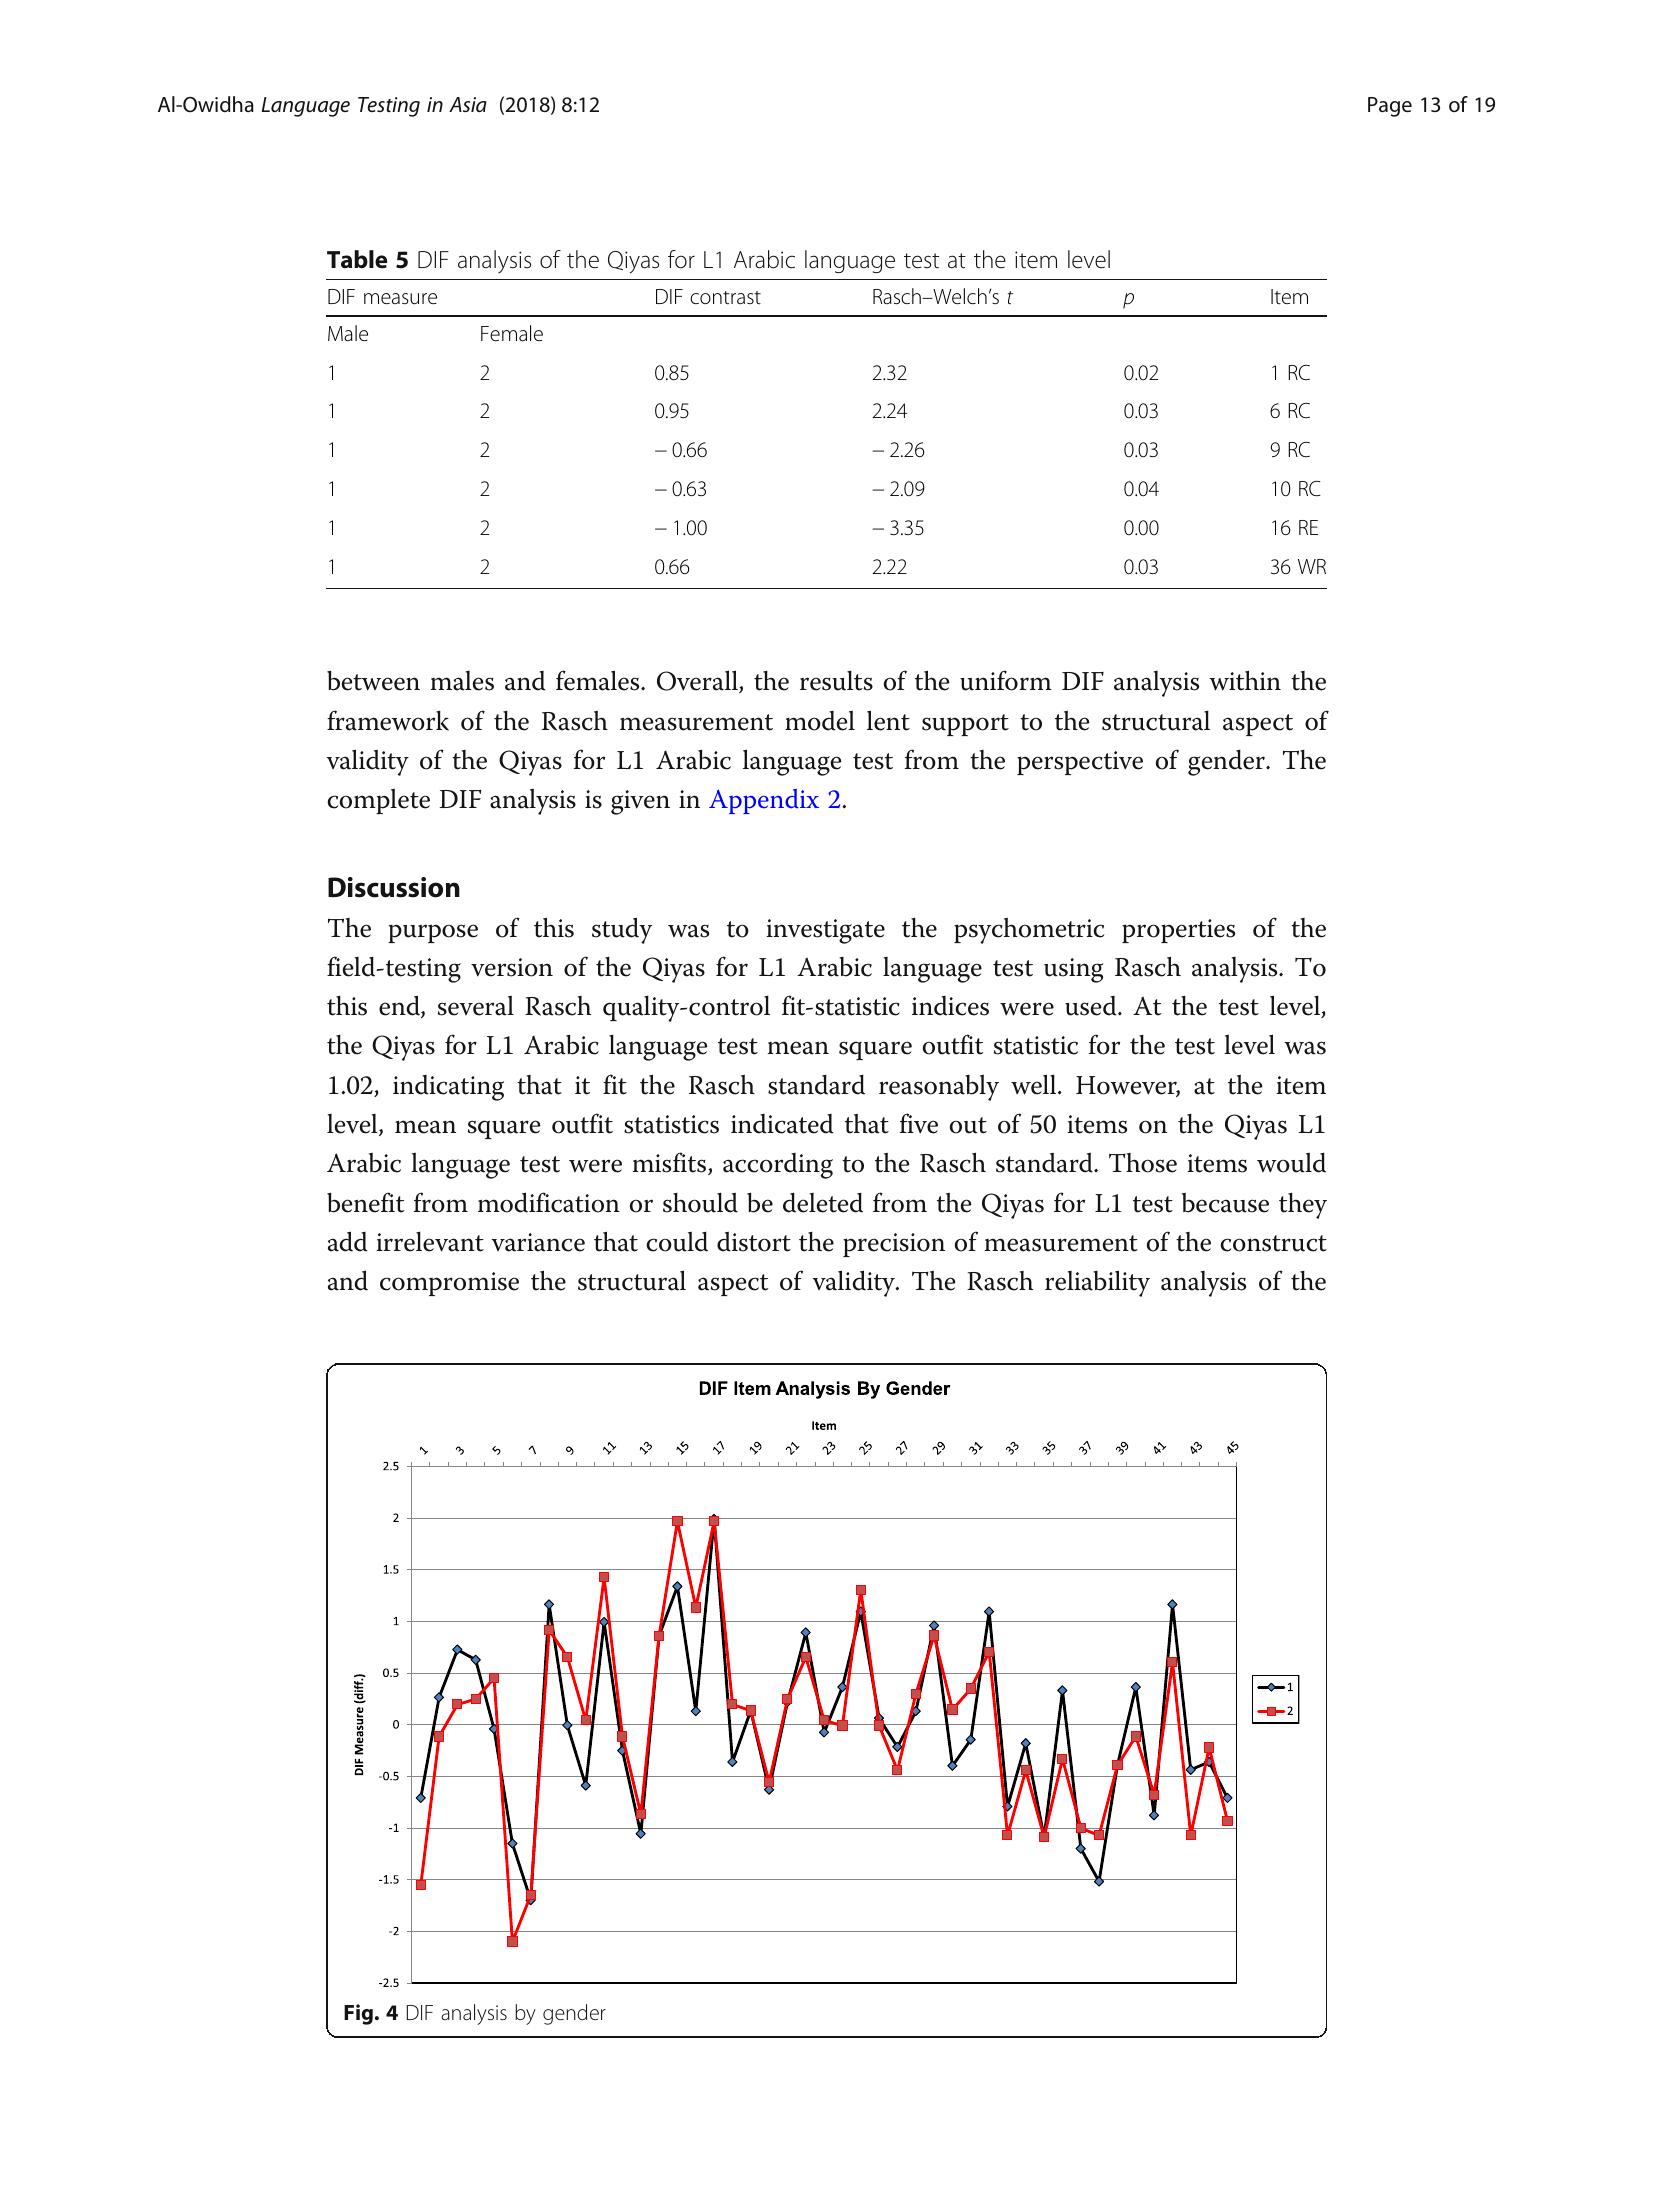 Al-Owidha Language Testing in Asia (2018) 8:12 Page 13 of 19
Table 5 DIF analysis of the Qiyas for L1 Arabic language test at the item level
DIF measure DIF contrast Rasch–Welch's t p Item
Male Female
1 2 0.85 2.32 0.02 1 RC
1 2 0.95 2.24 0.03 6 RC
1 2 − 0.66 − 2.26 0.03 9 RC
1 2 − 0.63 − 2.09 0.04 10 RC
1 2 − 1.00 − 3.35 0.00 16 RE
1 2 0.66 2.22 0.03 36 WR
between males and females. Overall, the results of the uniform DIF analysis within the
framework of the Rasch measurement model lent support to the structural aspect of
validity of the Qiyas for L1 Arabic language test from the perspective of gender. The
complete DIF analysis is given in Appendix 2.
Discussion
The purpose of this study was to investigate the psychometric properties of the
field-testing version of the Qiyas for L1 Arabic language test using Rasch analysis. To
this end, several Rasch quality-control fit-statistic indices were used. At the test level,
the Qiyas for L1 Arabic language test mean square outfit statistic for the test level was
1.02, indicating that it fit the Rasch standard reasonably well. However, at the item
level, mean square outfit statistics indicated that five out of 50 items on the Qiyas L1
Arabic language test were misfits, according to the Rasch standard. Those items would
benefit from modification or should be deleted from the Qiyas for L1 test because they
add irrelevant variance that could distort the precision of measurement of the construct
and compromise the structural aspect of validity. The Rasch reliability analysis of the
DIF Item Analysis By Gender
Item
1 3 5 7 9 11 13 15 17 19 21 23 25 27 29 31 33 35 37 39 41 43 45
2.5
2
1.5
1
0.5
0
-0.5
-1
-1.5
-2
-2.5
DIF Measure (diff.)
1
2
Fig. 4 DIF analysis by gender